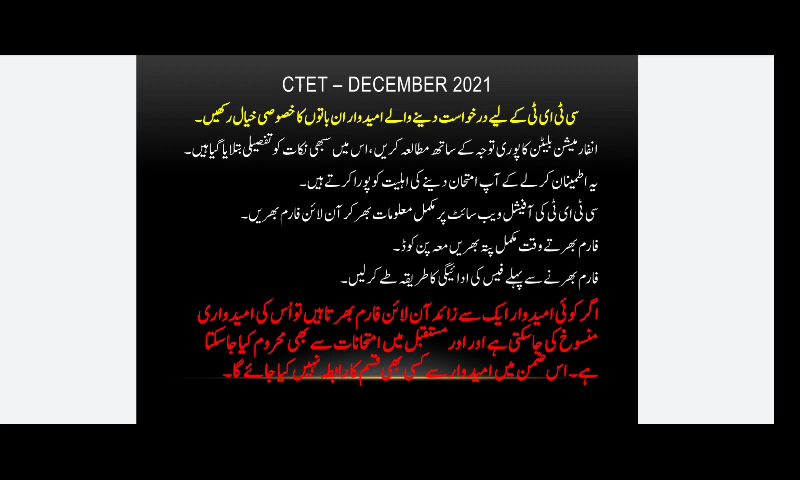 CTET – DECEMBER 2021
سی ٹی ای ٹی کے لیے درخواست دینے والے امیدوار ان باتوں کا خصوصی خیال رکھیں۔
انفارمیشن بلیٹن کا پوری توجہ کے ساتھ مطالعہ کریں، اس میں سبھی نکات کو تفصیلی بتلایا گیا ہیں۔
یہ اطمینان کر لے کے آپ امتحان دینے کی اہلیت کو پورا کرتے ہیں۔
سی ٹی ای ٹی کی آفیشل ویب سائٹ پر مکمل معلومات بھر کر آن لائن فارم بھریں۔
فارم بھرتے وقت مکمل پتہ بھریں معہ پن کوڈ۔
فارم بھرنے سے پہلے فیس کی ادائیگی کا طریقہ طے کر لیں۔
اگر کوئی امیدوار ایک سے زائد آن لائن فارم بھرتا ہیں تو اُس کی امیدواری
منسوخ کی جاسکتی ہے اور اور مستقبل میں امتحانات سے بھی محروم کیا جاسکتا
ہے۔ اس ضمن میں امیدوار سے کسی بھی قسم کا رابطہ نہیں کیا جائے گا۔